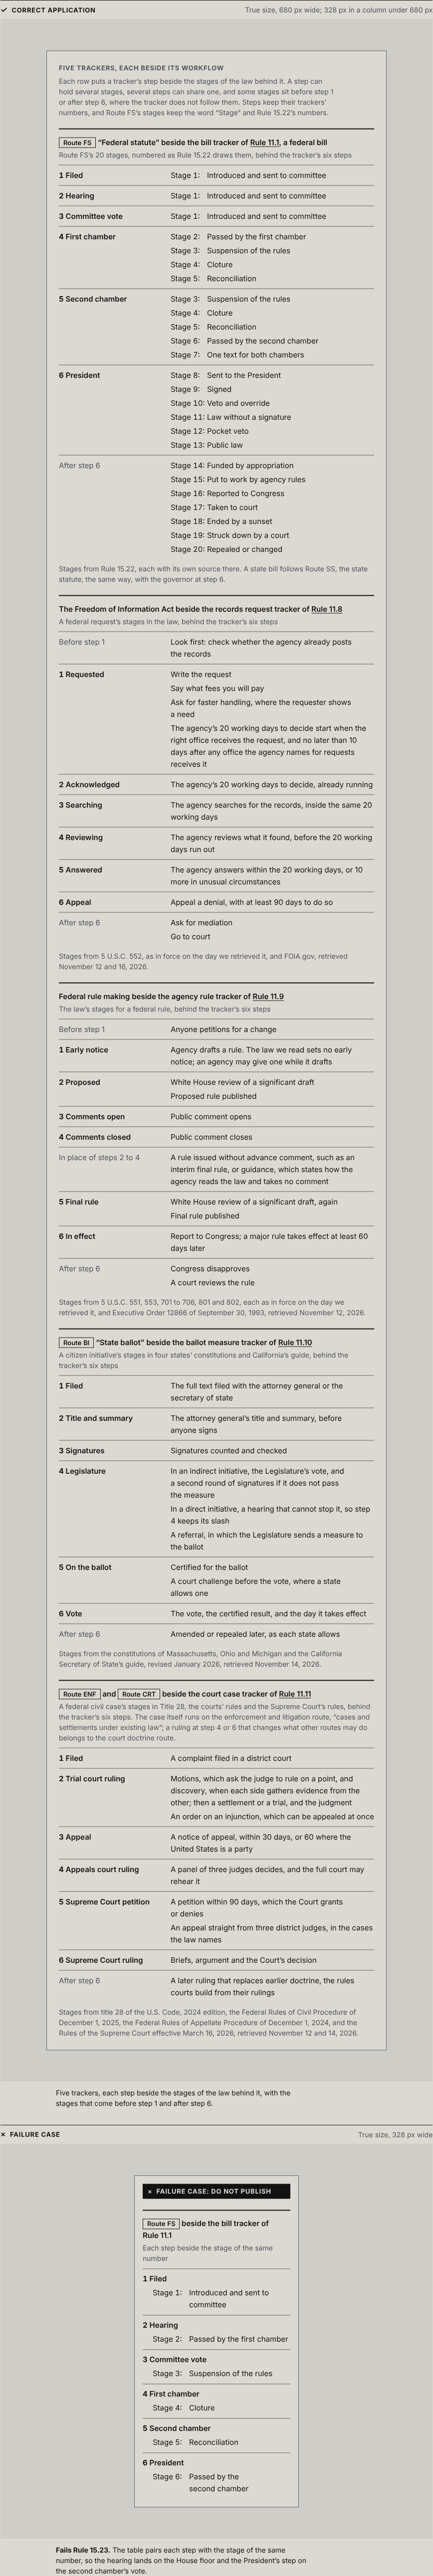 ✓ CORRECT APPLICATION
True size, 680 px wide; 328 px in a column under 680 px
FIVE TRACKERS, EACH BESIDE ITS WORKFLOW
Each row puts a tracker’s step beside the stages of the law behind it. A step can
hold several stages, several steps can share one, and some stages sit before step 1
or after step 6, where the tracker does not follow them. Steps keep their trackers’
numbers, and Route FS’s stages keep the word “Stage” and Rule 15.22’s numbers.
Route FS “Federal statute” beside the bill tracker of Rule 11.1, a federal bill
Route FS’s 20 stages, numbered as Rule 15.22 draws them, behind the tracker’s six steps
1 Filed
Stage 1: Introduced and sent to committee
2 Hearing
Stage 1: Introduced and sent to committee
3 Committee vote
Stage 1: Introduced and sent to committee
4 First chamber
Stage 2: Passed by the first chamber
Stage 3: Suspension of the rules
Stage 4: Cloture
Stage 5: Reconciliation
5 Second chamber
Stage 3: Suspension of the rules
Stage 4: Cloture
Stage 5: Reconciliation
Stage 6: Passed by the second chamber
Stage 7: One text for both chambers
6 President
Stage 8: Sent to the President
Stage 9: Signed
Stage 10: Veto and override
Stage 11: Law without a signature
Stage 12: Pocket veto
Stage 13: Public law
After step 6
Stage 14: Funded by appropriation
Stage 15: Put to work by agency rules
Stage 16: Reported to Congress
Stage 17: Taken to court
Stage 18: Ended by a sunset
Stage 19: Struck down by a court
Stage 20: Repealed or changed
Stages from Rule 15.22, each with its own source there. A state bill follows Route SS, the state
statute, the same way, with the governor at step 6.
The Freedom of Information Act beside the records request tracker of Rule 11.8
A federal request’s stages in the law, behind the tracker’s six steps
Before step 1
Look first: check whether the agency already posts
the records
1 Requested
Write the request
Say what fees you will pay
Ask for faster handling, where the requester shows
a need
The agency’s 20 working days to decide start when the
right office receives the request, and no later than 10
days after any office the agency names for requests
receives it
2 Acknowledged
The agency’s 20 working days to decide, already running
3 Searching
The agency searches for the records, inside the same 20
working days
4 Reviewing
The agency reviews what it found, before the 20 working
days run out
5 Answered
The agency answers within the 20 working days, or 10
more in unusual circumstances
6 Appeal
Appeal a denial, with at least 90 days to do so
After step 6
Ask for mediation
Go to court
Stages from 5 U.S.C. 552, as in force on the day we retrieved it, and FOIA.gov, retrieved
November 12 and 16, 2026.
Federal rule making beside the agency rule tracker of Rule 11.9
The law’s stages for a federal rule, behind the tracker’s six steps
Before step 1
Anyone petitions for a change
1 Early notice
Agency drafts a rule. The law we read sets no early
notice; an agency may give one while it drafts
2 Proposed
White House review of a significant draft
Proposed rule published
3 Comments open
Public comment opens
4 Comments closed
Public comment closes
In place of steps 2 to 4
A rule issued without advance comment, such as an
interim final rule, or guidance, which states how the
agency reads the law and takes no comment
5 Final rule
White House review of a significant draft, again
Final rule published
6 In effect
Report to Congress; a major rule takes effect at least 60
days later
After step 6
Congress disapproves
A court reviews the rule
Stages from 5 U.S.C. 551, 553, 701 to 706, 801 and 802, each as in force on the day we
retrieved it, and Executive Order 12866 of September 30, 1993, retrieved November 12, 2026.
Route BI “State ballot” beside the ballot measure tracker of Rule 11.10
A citizen initiative’s stages in four states’ constitutions and California’s guide, behind the
tracker’s six steps
1 Filed
The full text filed with the attorney general or the
secretary of state
2 Title and summary
The attorney general’s title and summary, before
anyone signs
3 Signatures
Signatures counted and checked
4 Legislature
In an indirect initiative, the Legislature’s vote, and
a second round of signatures if it does not pass
the measure
In a direct initiative, a hearing that cannot stop it, so step
4 keeps its slash
A referral, in which the Legislature sends a measure to
the ballot
5 On the ballot
Certified for the ballot
A court challenge before the vote, where a state
allows one
6 Vote
The vote, the certified result, and the day it takes effect
After step 6
Amended or repealed later, as each state allows
Stages from the constitutions of Massachusetts, Ohio and Michigan and the California
Secretary of State’s guide, revised January 2026, retrieved November 14, 2026.
Route ENF and Route CRT beside the court case tracker of Rule 11.11
A federal civil case’s stages in Title 28, the courts’ rules and the Supreme Court’s rules, behind
the tracker’s six steps. The case itself runs on the enforcement and litigation route, “cases and
settlements under existing law”; a ruling at step 4 or 6 that changes what other routes may do
belongs to the court doctrine route.
1 Filed
A complaint filed in a district court
2 Trial court ruling
Motions, which ask the judge to rule on a point, and
discovery, when each side gathers evidence from the
other; then a settlement or a trial, and the judgment
An order on an injunction, which can be appealed at once
3 Appeal
A notice of appeal, within 30 days, or 60 where the
United States is a party
4 Appeals court ruling
A panel of three judges decides, and the full court may
rehear it
5 Supreme Court petition
A petition within 90 days, which the Court grants
or denies
An appeal straight from three district judges, in the cases
the law names
6 Supreme Court ruling
Briefs, argument and the Court’s decision
After step 6
A later ruling that replaces earlier doctrine, the rules
courts build from their rulings
Stages from title 28 of the U.S. Code, 2024 edition, the Federal Rules of Civil Procedure of
December 1, 2025, the Federal Rules of Appellate Procedure of December 1, 2024, and the
Rules of the Supreme Court effective March 16, 2026, retrieved November 12 and 14, 2026.
Five trackers, each step beside the stages of the law behind it, with the
stages that come before step 1 and after step 6.
× FAILURE CASE
True size, 328 px wide
× FAILURE CASE: DO NOT PUBLISH
Route FS beside the bill tracker of
Rule 11.1
Each step beside the stage of the same
number
1 Filed
Stage 1: Introduced and sent to
committee
2 Hearing
Stage 2: Passed by the first chamber
3 Committee vote
Stage 3: Suspension of the rules
4 First chamber
Stage 4: Cloture
5 Second chamber
Stage 5: Reconciliation
6 President
Stage 6: Passed by the
second chamber
Fails Rule 15.23. The table pairs each step with the stage of the same
number, so the hearing lands on the House floor and the President’s step on
the second chamber’s vote.